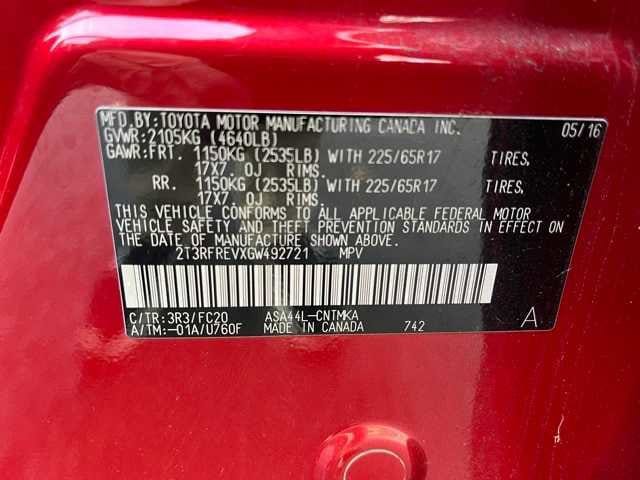 MFD.BY:TOYOTA MOTOR MANUFACTURING CANADA INC. 05/16
GVWR:2105KG (4640LB)
GAWR:FRT. 1150KG (2535LB) WITH 225/65R17 TIRES,
17X7. OJ RIMS.
RR. 1150KG (2535LB) WITH 225/65R17 TIRES,
17X7. OJ RIMS.
THIS VEHICLE CONFORMS TO ALL APPLICABLE FEDERAL MOTOR
VEHICLE SAFETY AND THEFT PREVENTION STANDARDS IN EFFECT ON
THE DATE OF MANUFACTURE SHOWN ABOVE.
2T3RFREVXGW492721 MPV
C/TR:3R3/FC20 ASA44L-CNTMKA
A/TM:-01A/U760F MADE IN CANADA 742 A